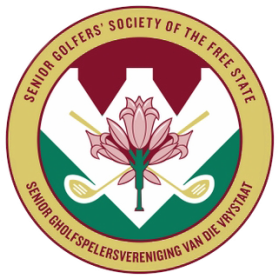 SENIOR GOLFERS' SOCIETY OF THE FREE STATE
SENIOR GHOLFSPELERSVERENIGING VAN DIE VRYSTAAT